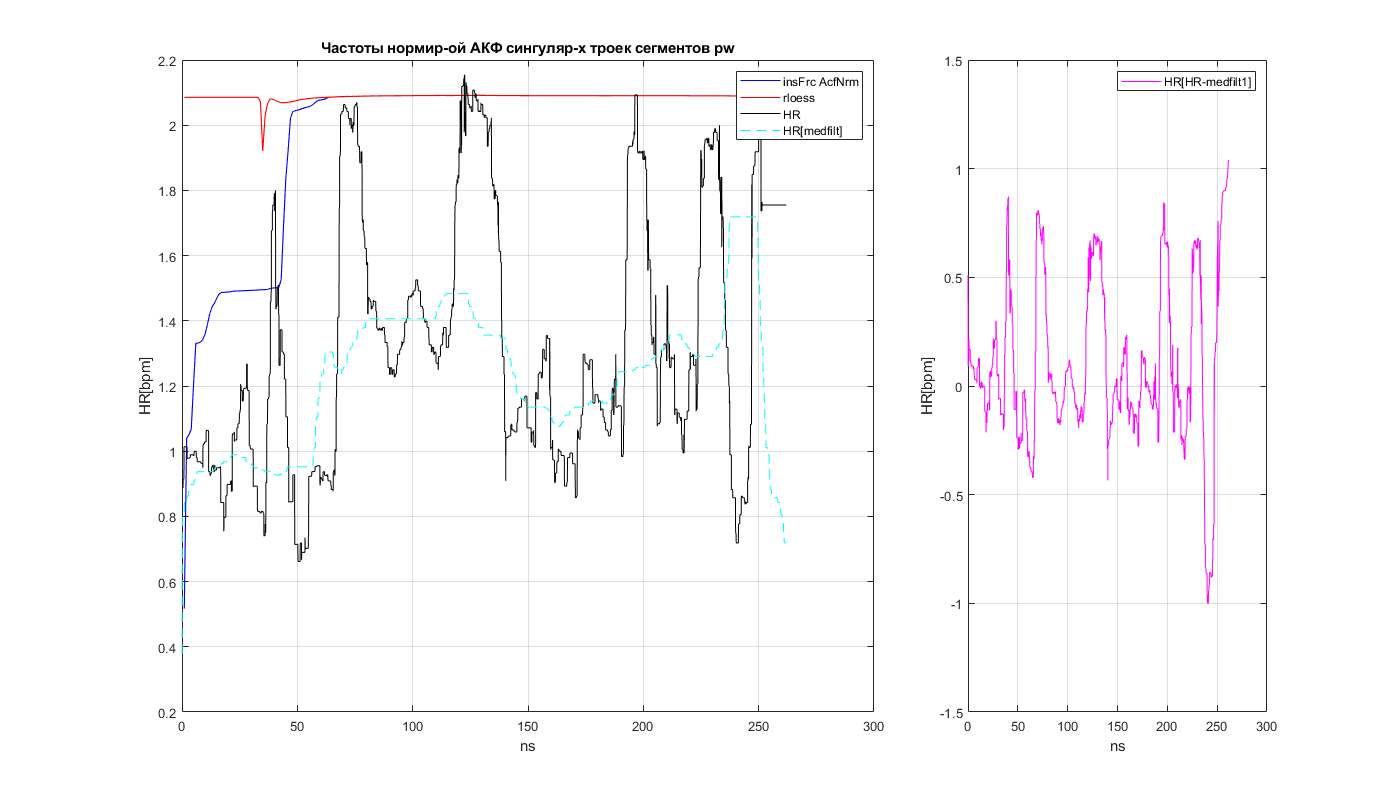 Частоты нормир-ой АКФ сингуляр-х троек сегментов pw
2.2
2
1.8
1.6
1.4
1.2
1
0.8
0.6
0.4
0.2
HR[bpm]
0 50 100 150 200 250 300
ns
insFrc AcfNrm
rloess
HR
HR[medfilt]
1.5
1
0.5
0
-0.5
-1
-1.5
HR[bpm]
0 50 100 150 200 250 300
ns
HR[HR-medfilt1]